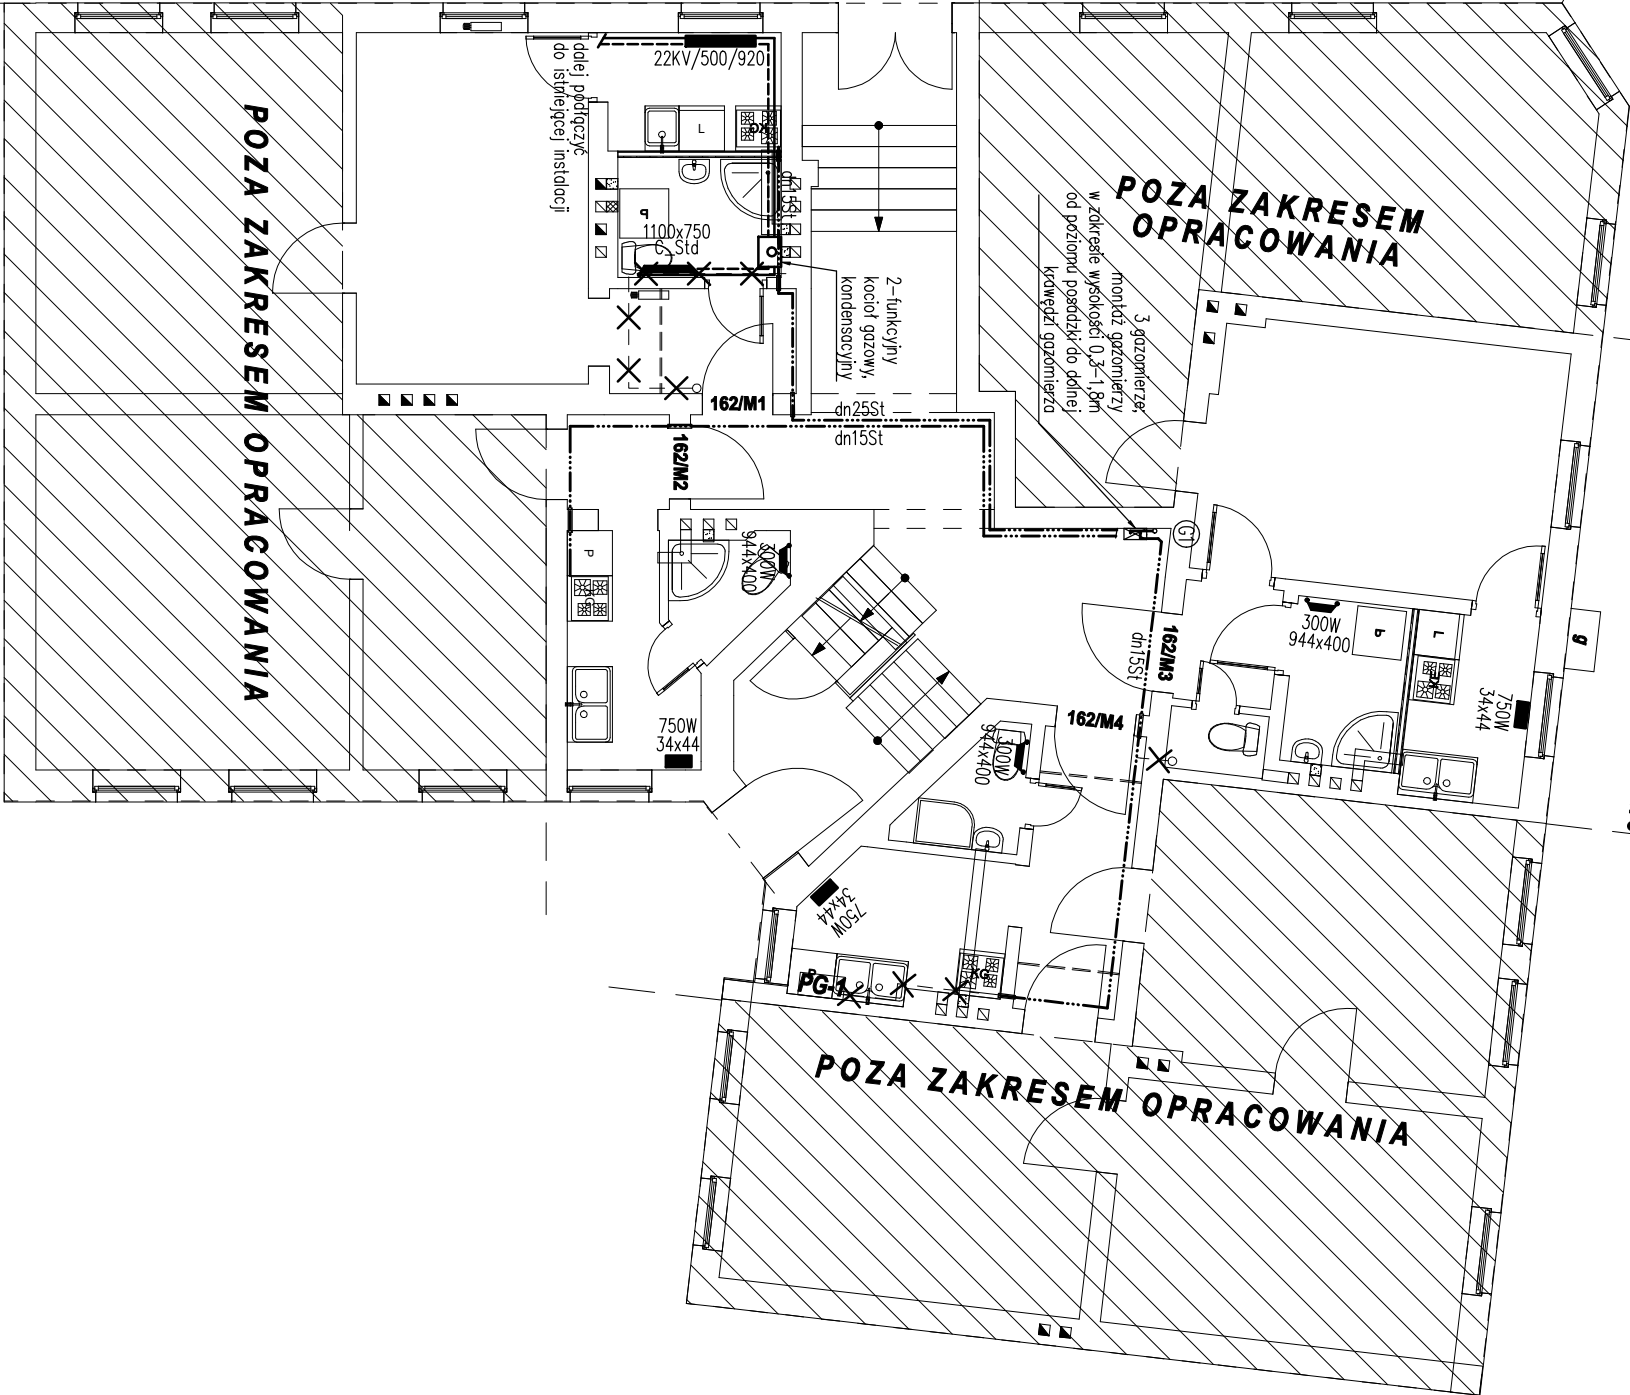 22KV/500/920
dalej podłączyć
do istniejącej instalacji
L
KG
dn15St
P
1100x750
C_Std
2-funkcyjny
kocioł gazowy,
kondensacyjny
POZA ZAKRESEM OPRACOWANIA
POZA ZAKRESEM
OPRACOWANIA
3 gazomierze,
montaż gazomierzy
w zakresie wysokości 0,3-1,8m
od poziomu posadzki do dolnej
krawędzi gazomierza
162/M1
dn25St
dn15St
162/M2
G1
P
KG
300W
944x400
750W
34x44
162/M3
dn15St
300W
944x400
P
L
g
750W
34x44
162/M4
300W
944x400
750W
34x44
P
PG-1
KG
POZA ZAKRESEM OPRACOWANIA